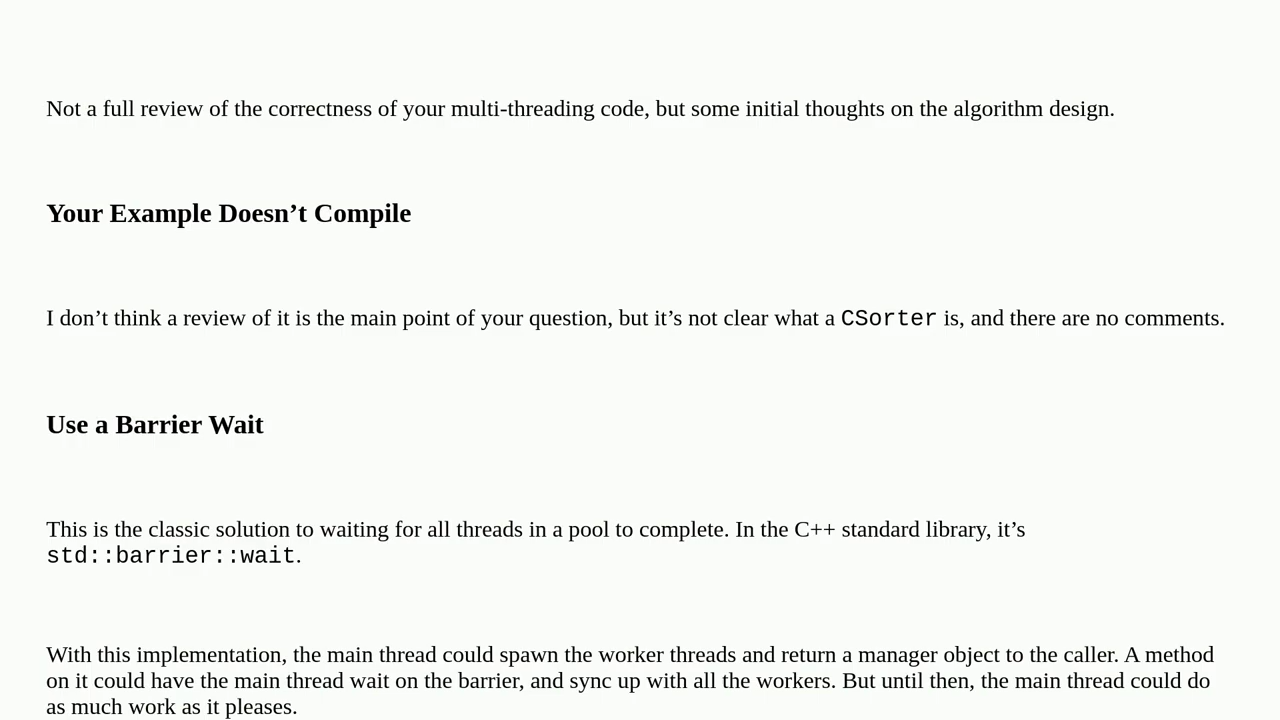 Not a full review of the correctness of your multi-threading code, but some initial thoughts on the algorithm design.
Your Example Doesn’t Compile
I don’t think a review of it is the main point of your question, but it’s not clear what a CSorter is, and there are no comments.
Use a Barrier Wait
This is the classic solution to waiting for all threads in a pool to complete. In the C++ standard library, it’s
std::barrier::wait.
With this implementation, the main thread could spawn the worker threads and return a manager object to the caller. A method
on it could have the main thread wait on the barrier, and sync up with all the workers. But until then, the main thread could do
as much work as it pleases.